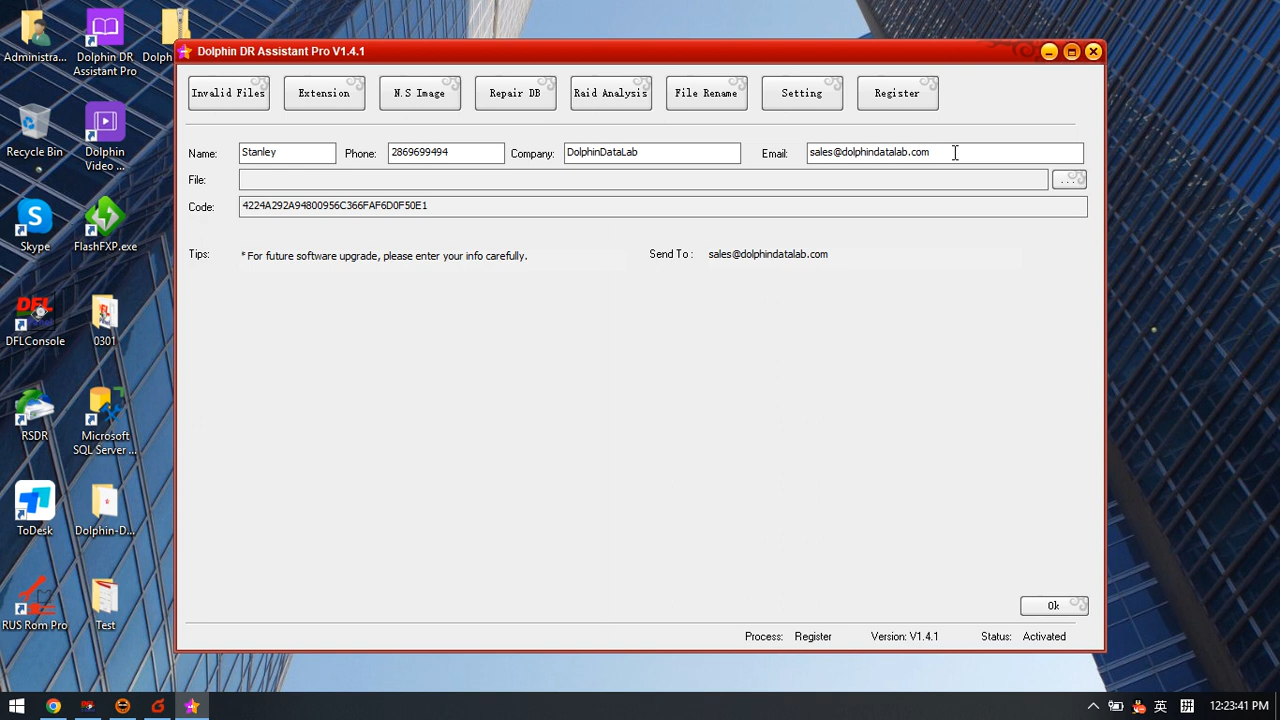 Dolphin DR Assistant Pro V1.4.1
Invalid Files
Extension
N.S Image
Repair DB
Raid Analysis
File Rename
Setting
Register
Name:
Stanley
Phone:
2869699494
Company:
DolphinDataLab
Email:
sales@dolphindatalab.com
File:
...
Code:
4224A292A94800956C366FAF6D0F50E1
Tips:
*For future software upgrade, please enter your info carefully.
Send To :
sales@dolphindatalab.com
Ok
Process:
Register
Version: V1.4.1
Status:
Activated
Administra...
Dolphin DR
Assistant Pro
Dolph
Recycle Bin
Dolphin
Video ...
Skype
FlashFXP.exe
DFL
DFLConsole
0301
RSDR
Microsoft
SQL Server ...
ToDesk
Dolphin-D...
RUS Rom Pro
Test
英
拼
12:23:41 PM